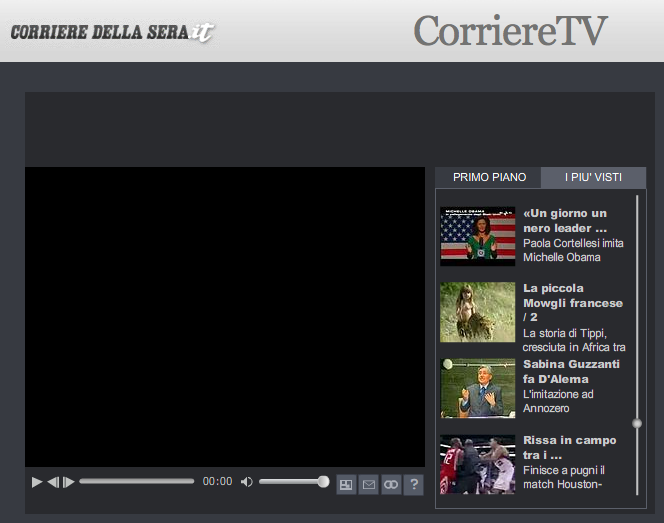 CORRIERE DELLA SERA.it
CorriereTV
PRIMO PIANO
I PIU' VISTI
MICHELLE OBAMA
«Un giorno un
nero leader ...
Paola Cortellesi imita
Michelle Obama
La piccola
Mowgli francese
/ 2
La storia di Tippi,
cresciuta in Africa tra
Sabina Guzzanti
fa D'Alema
L'imitazione ad
Annozero
Rissa in campo
tra i ...
Finisce a pugni il
match Houston-
00:00
?